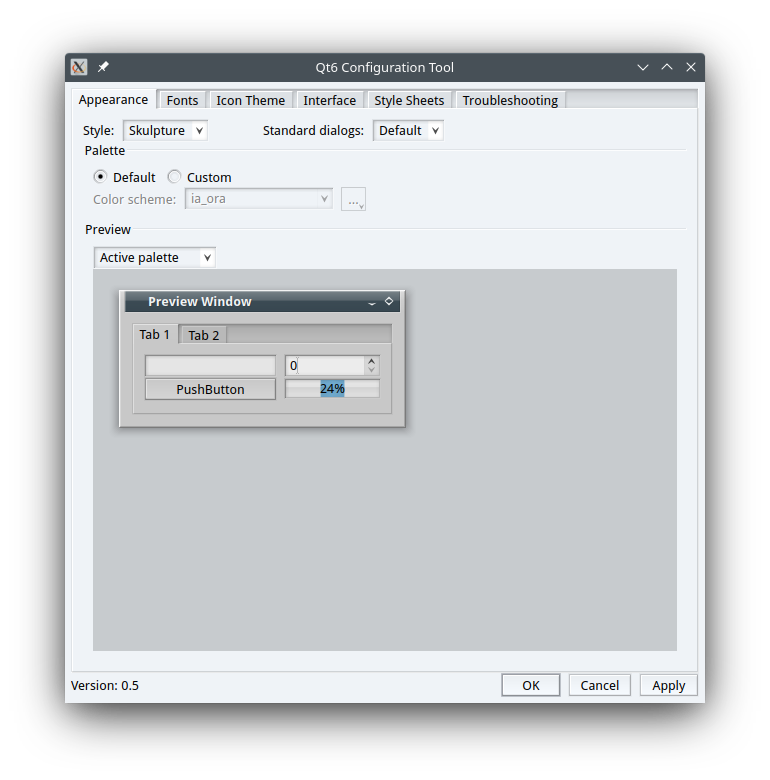 Qt6 Configuration Tool
Appearance Fonts Icon Theme Interface Style Sheets Troubleshooting
Style: Skulpture Standard dialogs: Default
Palette
Default Custom
Color scheme: ia_ora ...
Preview
Active palette
Preview Window
Tab 1 Tab 2
0
PushButton 24%
Version: 0.5 OK Cancel Apply